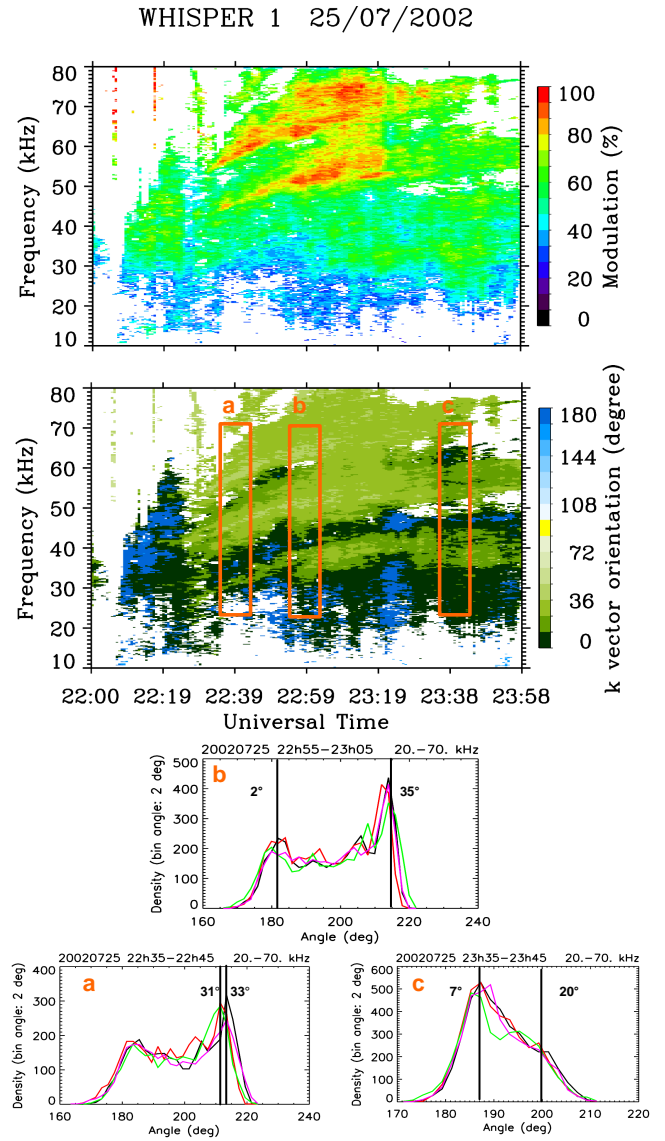 WHISPER 1 25/07/2002
80
70
60
50
40
30
20
10
Frequency (kHz)
100
80
60
40
20
0
Modulation (%)
80
70
60
50
40
30
20
10
Frequency (kHz)
a
b
c
180
144
108
72
36
0
k vector orientation (degree)
22:00 22:19 22:39 22:59 23:19 23:38 23:58
Universal Time
b
20020725 22h55-23h05 20.-70. kHz
500
400
300
200
100
0
Density (bin angle: 2 deg)
2°
35°
160 180 200 220 240
Angle (deg)
a
20020725 22h35-22h45 20.-70. kHz
400
300
200
100
0
Density (bin angle: 2 deg)
31° 33°
160 180 200 220 240
Angle (deg)
c
20020725 23h35-23h45 20.-70. kHz
500
400
300
200
100
0
Density (bin angle: 2 deg)
7°
20°
170 180 190 200 210 220
Angle (deg)